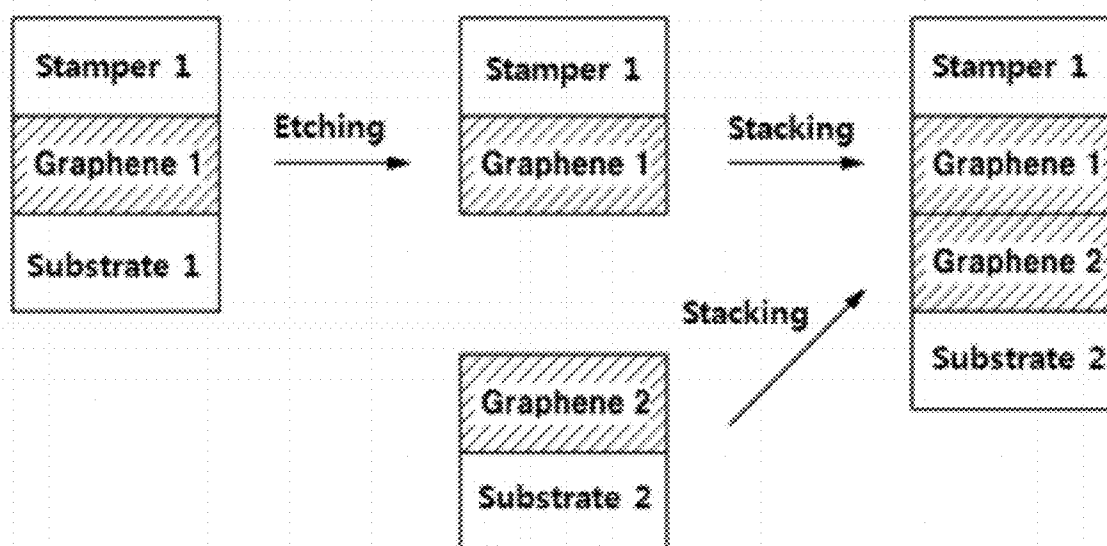 Stamper 1
Graphene 1
Substrate 1
Etching
Stamper 1
Graphene 1
Stacking
Graphene 2
Substrate 2
Stacking
Stamper 1
Graphene 1
Graphene 2
Substrate 2